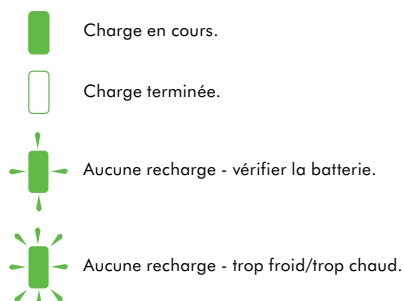 Charge en cours.
Charge terminée.
Aucune recharge - vérifier la batterie.
Aucune recharge - trop froid/trop chaud.